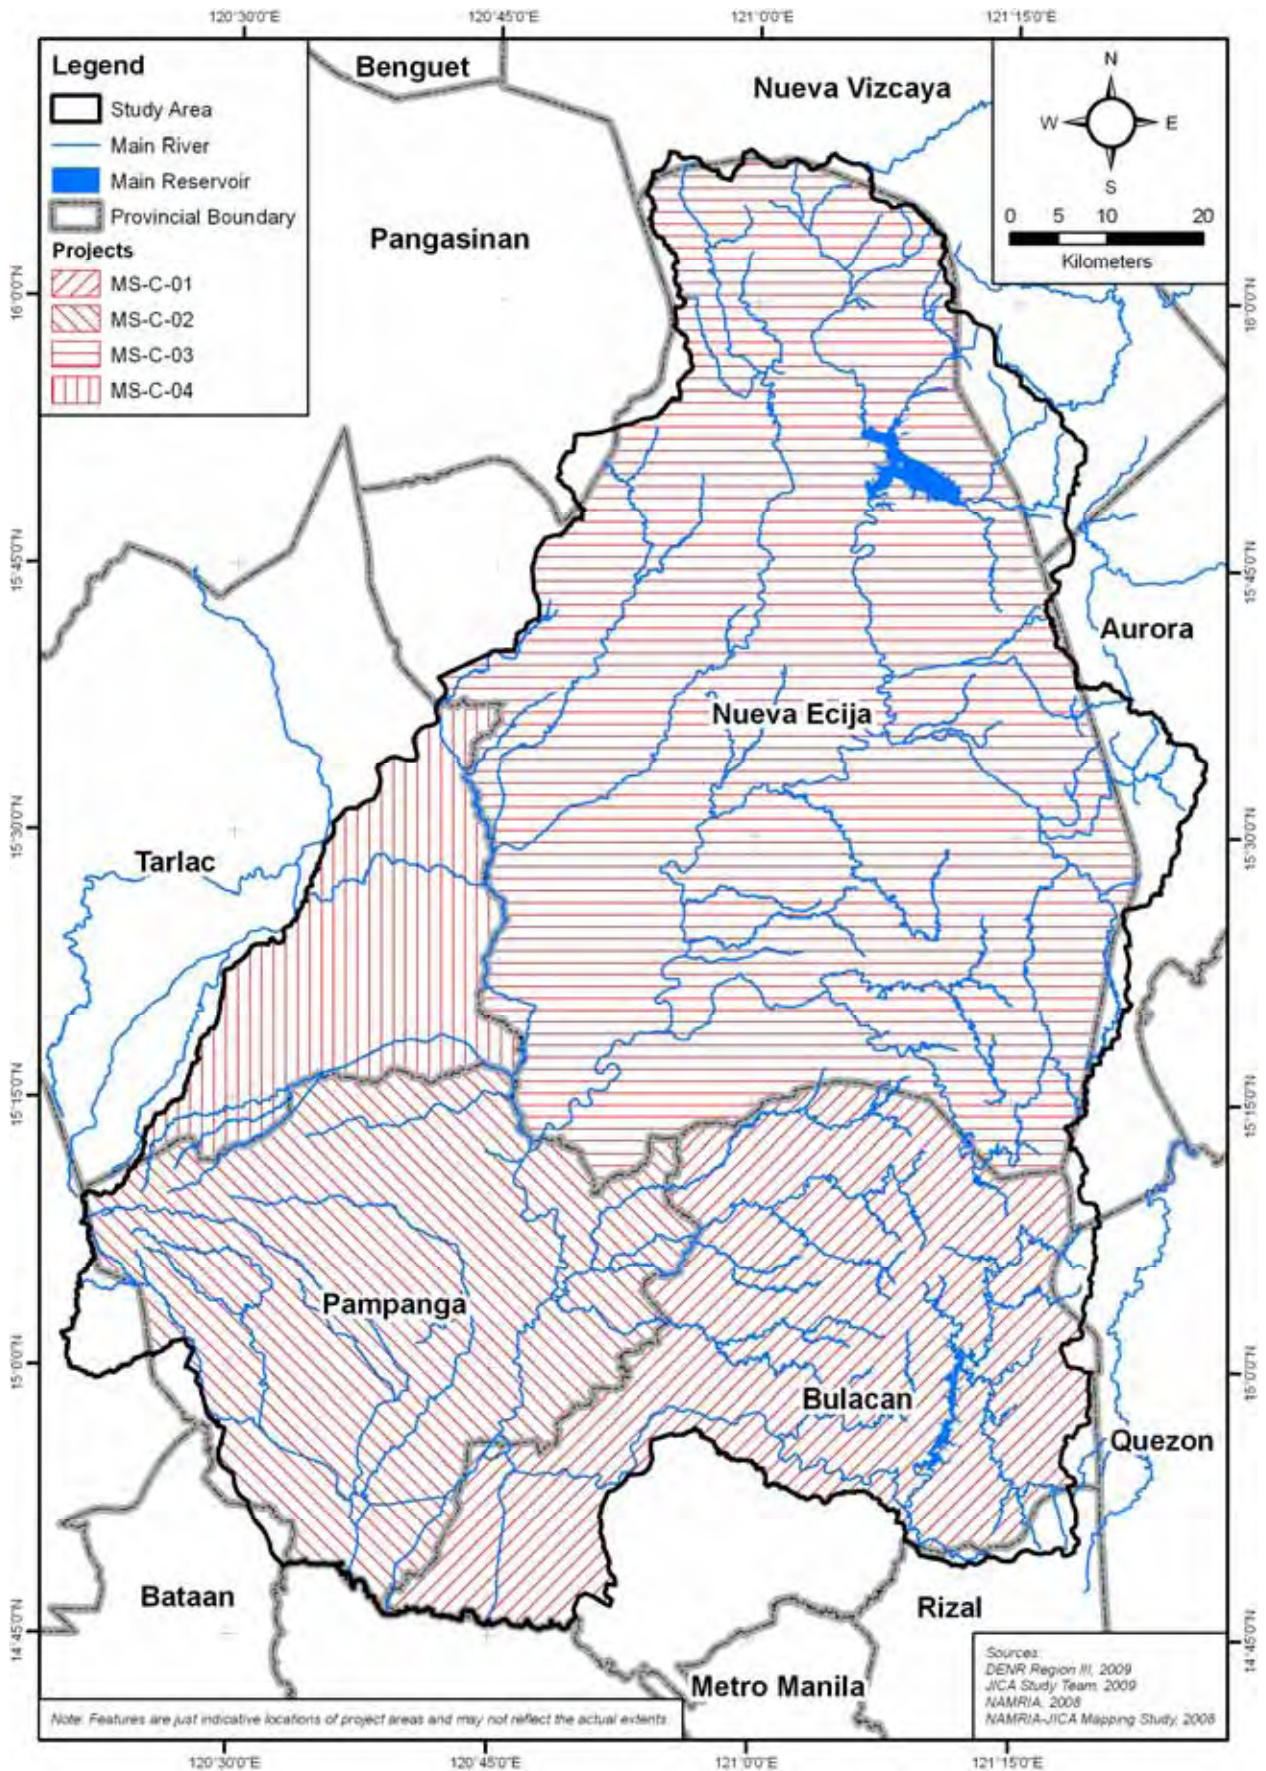 120°30'0"E
120°45'0"E
121°0'0"E
121°15'0"E
Legend
Study Area
Main River
Main Reservoir
Provincial Boundary
Projects
MS-C-01
MS-C-02
MS-C-03
MS-C-04
Benguet
Nueva Vizcaya
N
W
E
S
0 5 10 20
Kilometers
Pangasinan
16°0'0"N
16°0'0"N
15°45'0"N
15°45'0"N
Aurora
Nueva Ecija
15°30'0"N
15°30'0"N
Tarlac
15°15'0"N
15°15'0"N
Pampanga
15°0'0"N
15°0'0"N
Bulacan
Quezon
Bataan
Rizal
14°45'0"N
14°45'0"N
Metro Manila
Sources:
DENR Region III, 2009
JICA Study Team, 2009
NAMRIA, 2008
NAMRIA-JICA Mapping Study, 2008
Note: Features are just indicative locations of project areas and may not reflect the actual extents.
120°30'0"E
120°45'0"E
121°0'0"E
121°15'0"E